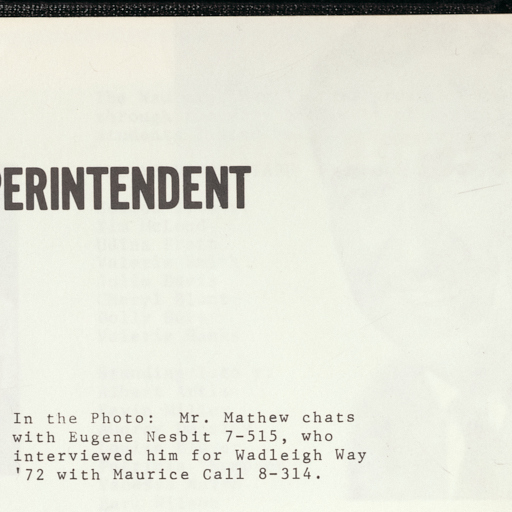 PERINTENDENT
In the Photo: Mr. Mathew chats
with Eugene Nesbit 7-515, who
interviewed him for Wadleigh Way
'72 with Maurice Call 8-314.